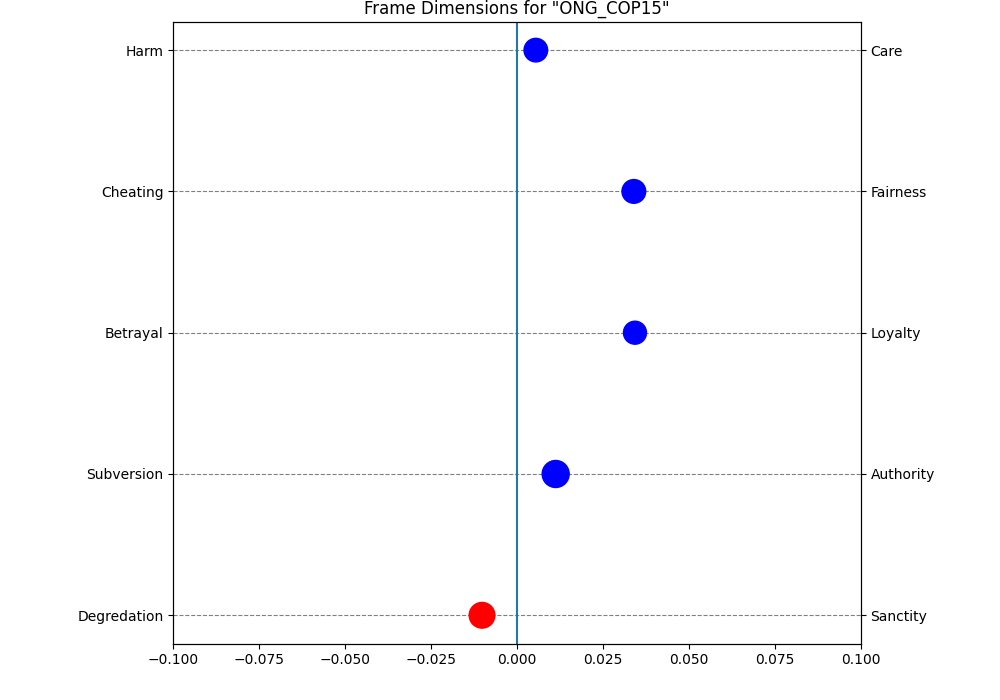 Frame Dimensions for "ONG_COP15"
Harm
Care
Cheating
Fairness
Betrayal
Loyalty
Subversion
Authority
Degredation
Sanctity
−0.100 −0.075 −0.050 −0.025 0.000 0.025 0.050 0.075 0.100